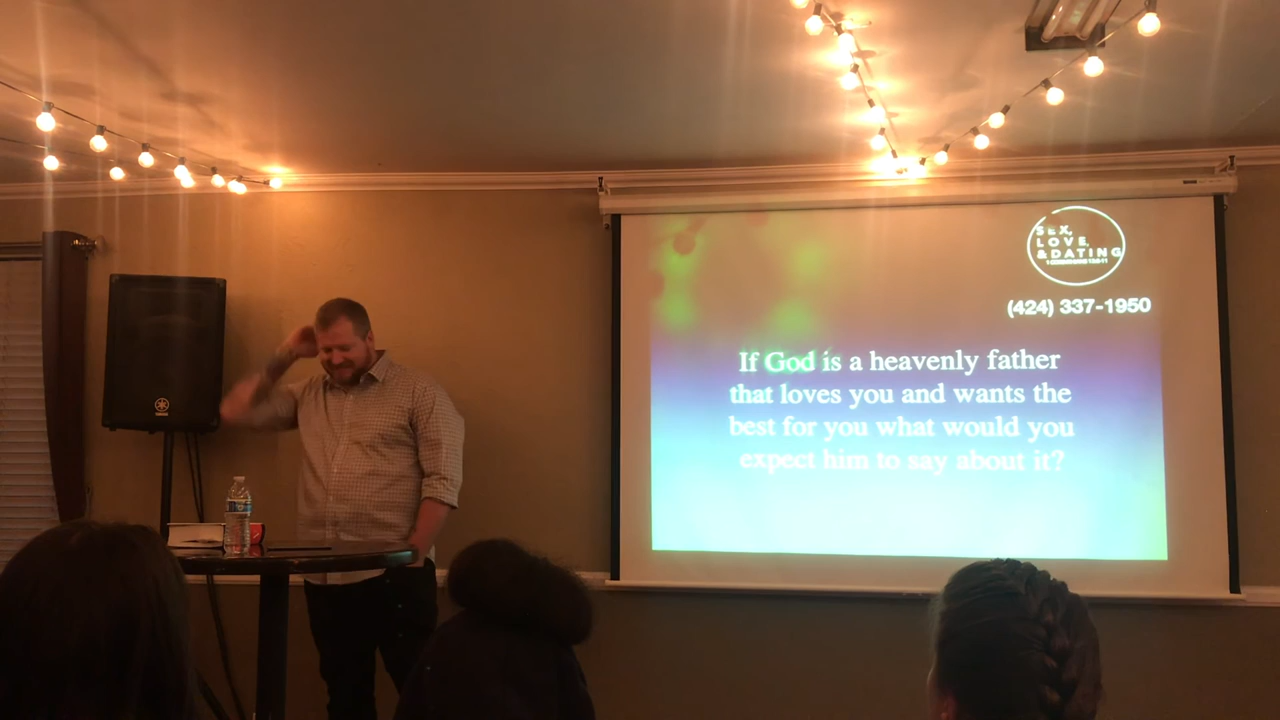 SEX,
LOVE,
& DATING
(424) 337-1950
If God is a heavenly father
that loves you and wants the
best for you what would you
expect him to say about it?